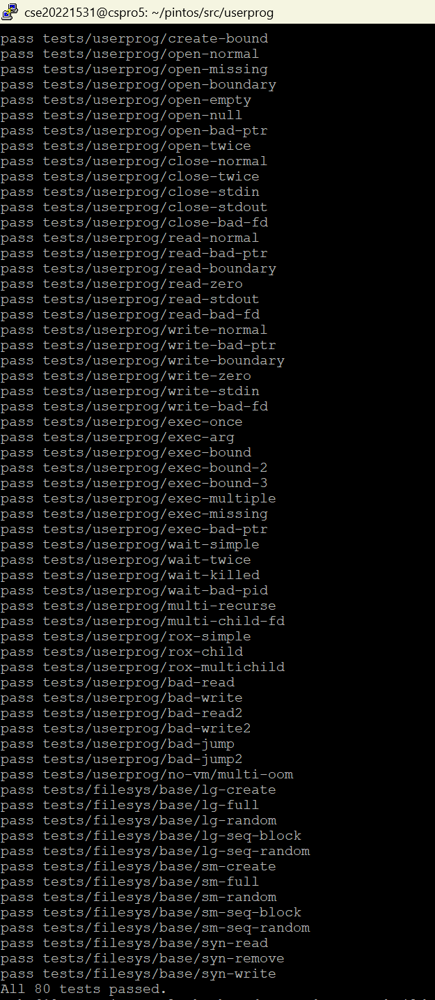 cse20221531@cspro5: ~/pintos/src/userprog
pass tests/userprog/create-bound
pass tests/userprog/open-normal
pass tests/userprog/open-missing
pass tests/userprog/open-boundary
pass tests/userprog/open-empty
pass tests/userprog/open-null
pass tests/userprog/open-bad-ptr
pass tests/userprog/open-twice
pass tests/userprog/close-normal
pass tests/userprog/close-twice
pass tests/userprog/close-stdin
pass tests/userprog/close-stdout
pass tests/userprog/close-bad-fd
pass tests/userprog/read-normal
pass tests/userprog/read-bad-ptr
pass tests/userprog/read-boundary
pass tests/userprog/read-zero
pass tests/userprog/read-stdout
pass tests/userprog/read-bad-fd
pass tests/userprog/write-normal
pass tests/userprog/write-bad-ptr
pass tests/userprog/write-boundary
pass tests/userprog/write-zero
pass tests/userprog/write-stdin
pass tests/userprog/write-bad-fd
pass tests/userprog/exec-once
pass tests/userprog/exec-arg
pass tests/userprog/exec-bound
pass tests/userprog/exec-bound-2
pass tests/userprog/exec-bound-3
pass tests/userprog/exec-multiple
pass tests/userprog/exec-missing
pass tests/userprog/exec-bad-ptr
pass tests/userprog/wait-simple
pass tests/userprog/wait-twice
pass tests/userprog/wait-killed
pass tests/userprog/wait-bad-pid
pass tests/userprog/multi-recurse
pass tests/userprog/multi-child-fd
pass tests/userprog/rox-simple
pass tests/userprog/rox-child
pass tests/userprog/rox-multichild
pass tests/userprog/bad-read
pass tests/userprog/bad-write
pass tests/userprog/bad-read2
pass tests/userprog/bad-write2
pass tests/userprog/bad-jump
pass tests/userprog/bad-jump2
pass tests/userprog/no-vm/multi-oom
pass tests/filesys/base/lg-create
pass tests/filesys/base/lg-full
pass tests/filesys/base/lg-random
pass tests/filesys/base/lg-seq-block
pass tests/filesys/base/lg-seq-random
pass tests/filesys/base/sm-create
pass tests/filesys/base/sm-full
pass tests/filesys/base/sm-random
pass tests/filesys/base/sm-seq-block
pass tests/filesys/base/sm-seq-random
pass tests/filesys/base/syn-read
pass tests/filesys/base/syn-remove
pass tests/filesys/base/syn-write
All 80 tests passed.